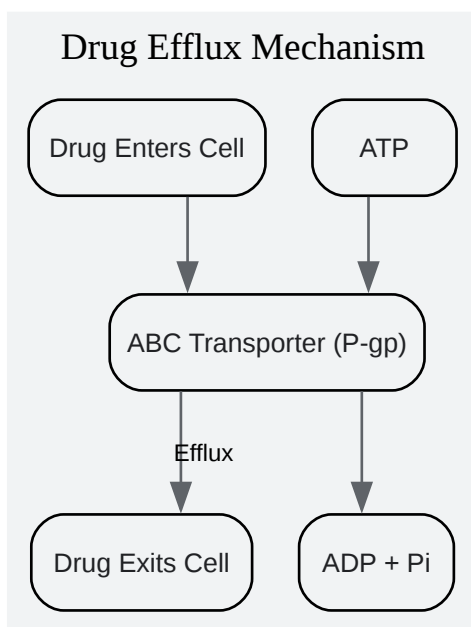 Drug Efflux Mechanism
Drug Enters Cell
ATP
ABC Transporter (P-gp)
Efflux
Drug Exits Cell
ADP + Pi